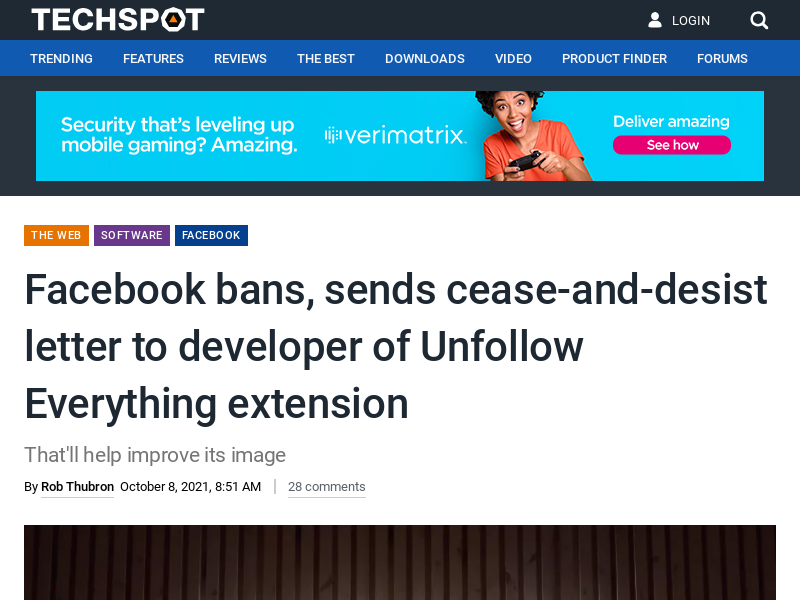 TECHSPOT
LOGIN
TRENDING FEATURES REVIEWS THE BEST DOWNLOADS VIDEO PRODUCT FINDER FORUMS
Security that's leveling up
mobile gaming? Amazing.
verimatrix
Deliver amazing
See how
THE WEB SOFTWARE FACEBOOK
Facebook bans, sends cease-and-desist
letter to developer of Unfollow
Everything extension
That'll help improve its image
By Rob Thubron October 8, 2021, 8:51 AM 28 comments